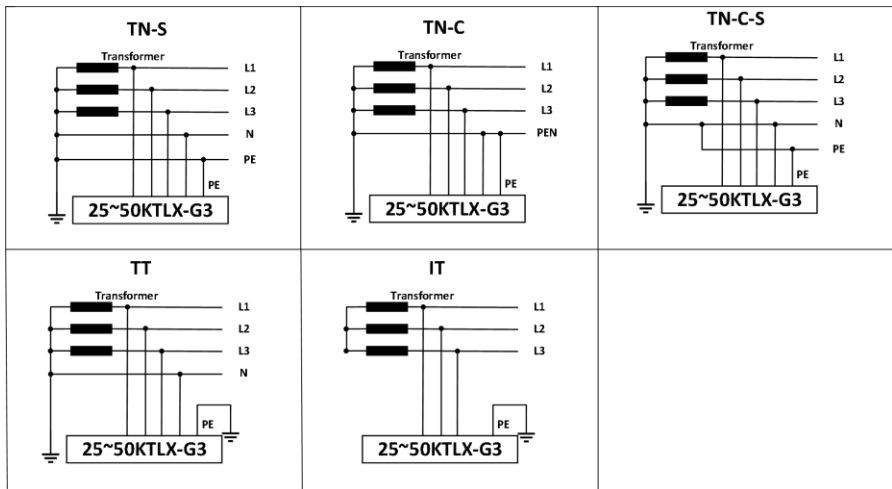 TN-S
Transformer
L1
L2
L3
N
PE
PE
25~50KTLX-G3
TN-C
Transformer
L1
L2
L3
PEN
PE
25~50KTLX-G3
TN-C-S
Transformer
L1
L2
L3
N
PE
PE
25~50KTLX-G3
TT
Transformer
L1
L2
L3
N
PE
25~50KTLX-G3
IT
Transformer
L1
L2
L3
PE
25~50KTLX-G3